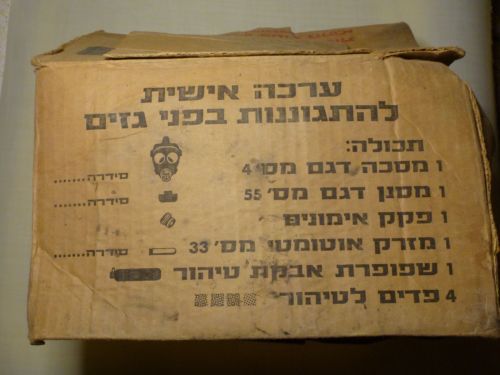 ערכה אישית
להתגוננות בפני גזים
תכולה:
1 מסכה דגם מס' 4 סידרה.......
1 מסנן דגם מס' 55 סידרה.......
1 פקק אימונים
1 מזרק אוטומטי מס' 33 סידרה.......
1 שפופרת אבקת טיהור
4 פדים לטיהור